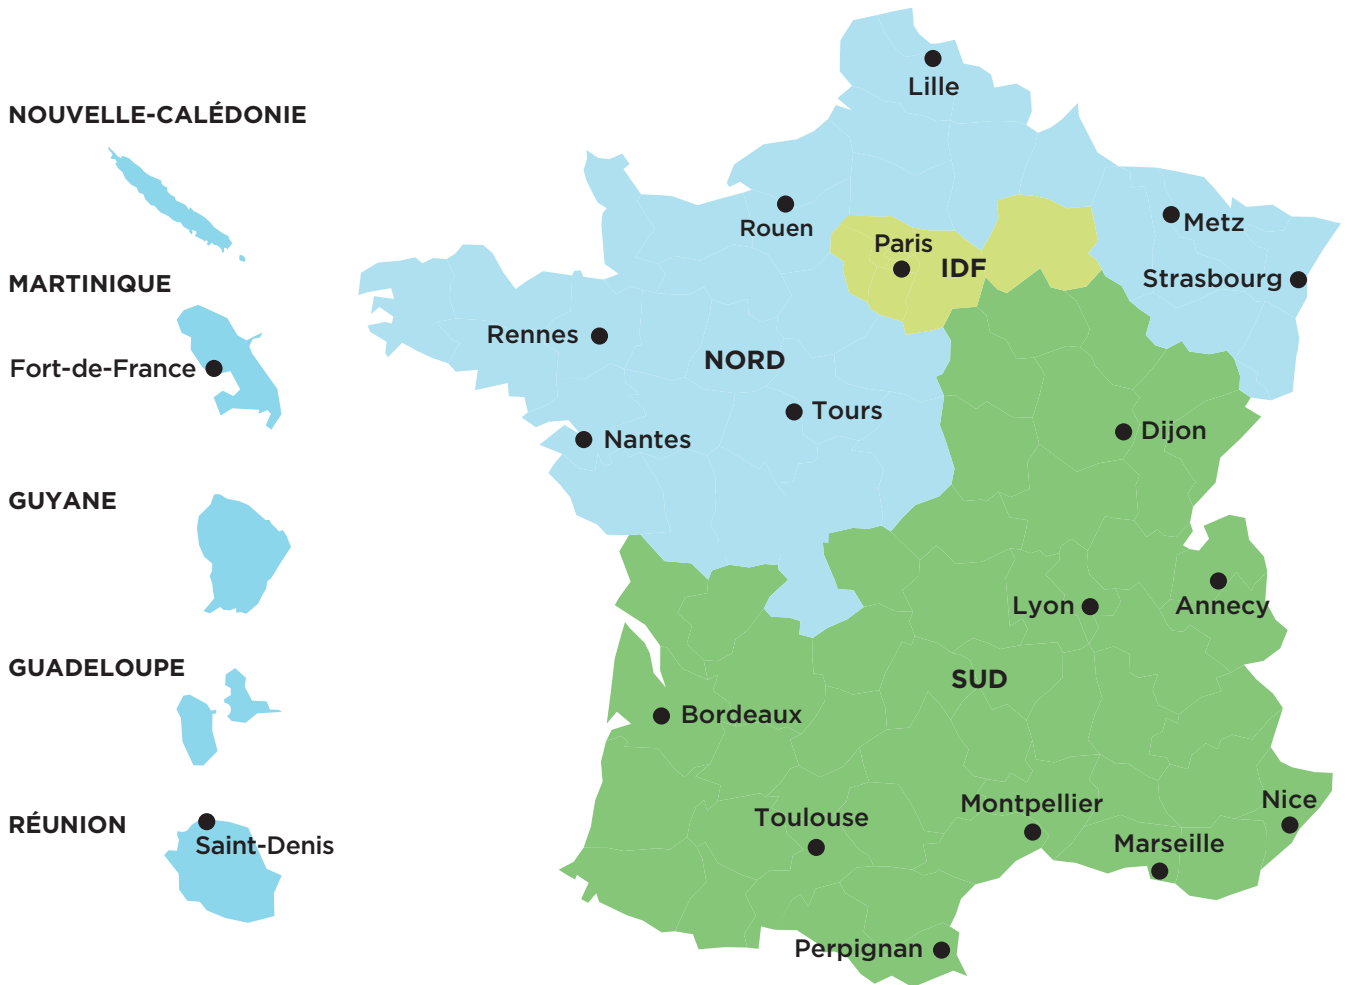 NOUVELLE-CALÉDONIE
MARTINIQUE
Fort-de-France
GUYANE
GUADELOUPE
RÉUNION
Saint-Denis
Lille
Rouen
Paris
IDF
Metz
Strasbourg
Rennes
NORD
Tours
Nantes
Dijon
Lyon
Annecy
SUD
Bordeaux
Toulouse
Montpellier
Nice
Marseille
Perpignan